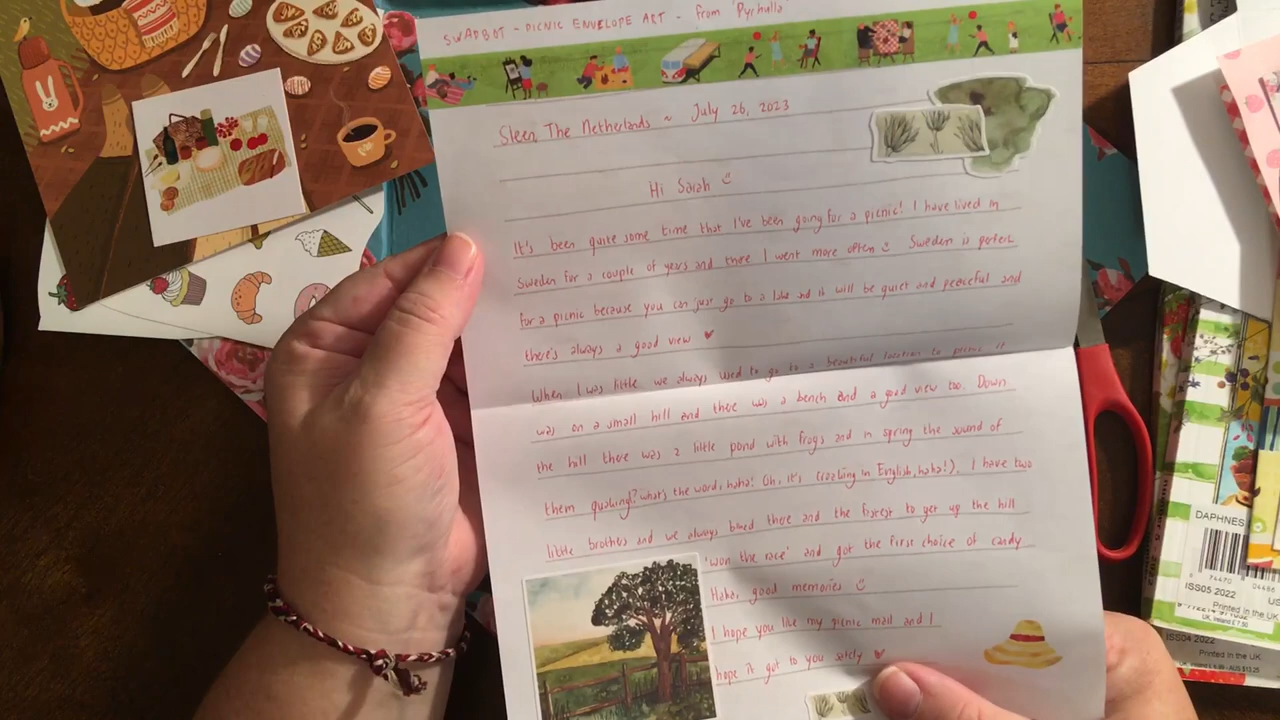 SWAPBOT - PICNIC ENVELOPE ART - from 'Pyrhulla'
Sleen, The Netherlands ~ July 26, 2023
Hi Sarah
It's been quite some time that I've been going for a picnic! I have lived in
Sweden for a couple of years and there I went more often Sweden is perfect
for a picnic because you can just go to a lake and it will be quiet and peaceful and
there's always a good view
When I was little we always used to go to a beautiful location to picnic it
was on a small hill and there was a bench and a good view too. Down
the hill there was a little pond with frogs and in spring the sound of
them quaking? what's the word, haha! Oh, it's croaking in English, haha!). I have two
little brothers and we always biked there and the fastest to get up the hill
'won the race' and got the first choice of candy
Haha, good memories
I hope you like my picnic mail and I
hope it got to you safely
DAPHNE'S
ISS05 2022
Printed in the UK
UK, Ireland £7.50
ISS04 2022
Printed in the UK